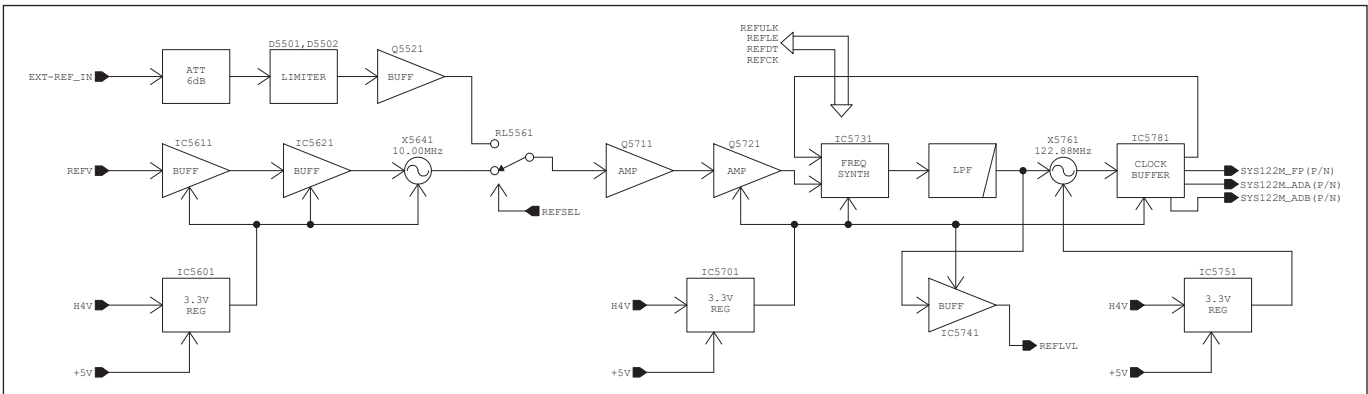 REFULK
REFLE
REFDT
REFCK
D5501,D5502
Q5521
EXT-REF_IN
ATT
6dB
LIMITER
BUFF
RL5561
IC5611
IC5621
X5641
10.00MHz
Q5711
Q5721
IC5731
X5761
122.88MHz
IC5781
REFV
BUFF
BUFF
AMP
AMP
FREQ
SYNTH
LPF
CLOCK
BUFFER
SYS122M_FP(P/N)
SYS122M_ADA(P/N)
SYS122M_ADB(P/N)
REFSEL
IC5601
IC5701
IC5751
H4V
3.3V
REG
H4V
3.3V
REG
BUFF
IC5741
H4V
3.3V
REG
REFLVL
+5V
+5V
+5V